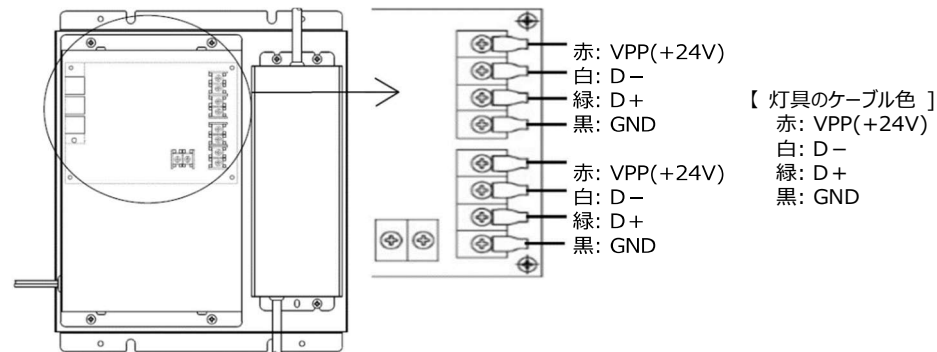 赤: VPP(+24V)
白: D－
緑: D＋
黒: GND
赤: VPP(+24V)
白: D－
緑: D＋
黒: GND
【 灯具のケーブル色 ]
赤: VPP(+24V)
白: D－
緑: D＋
黒: GND